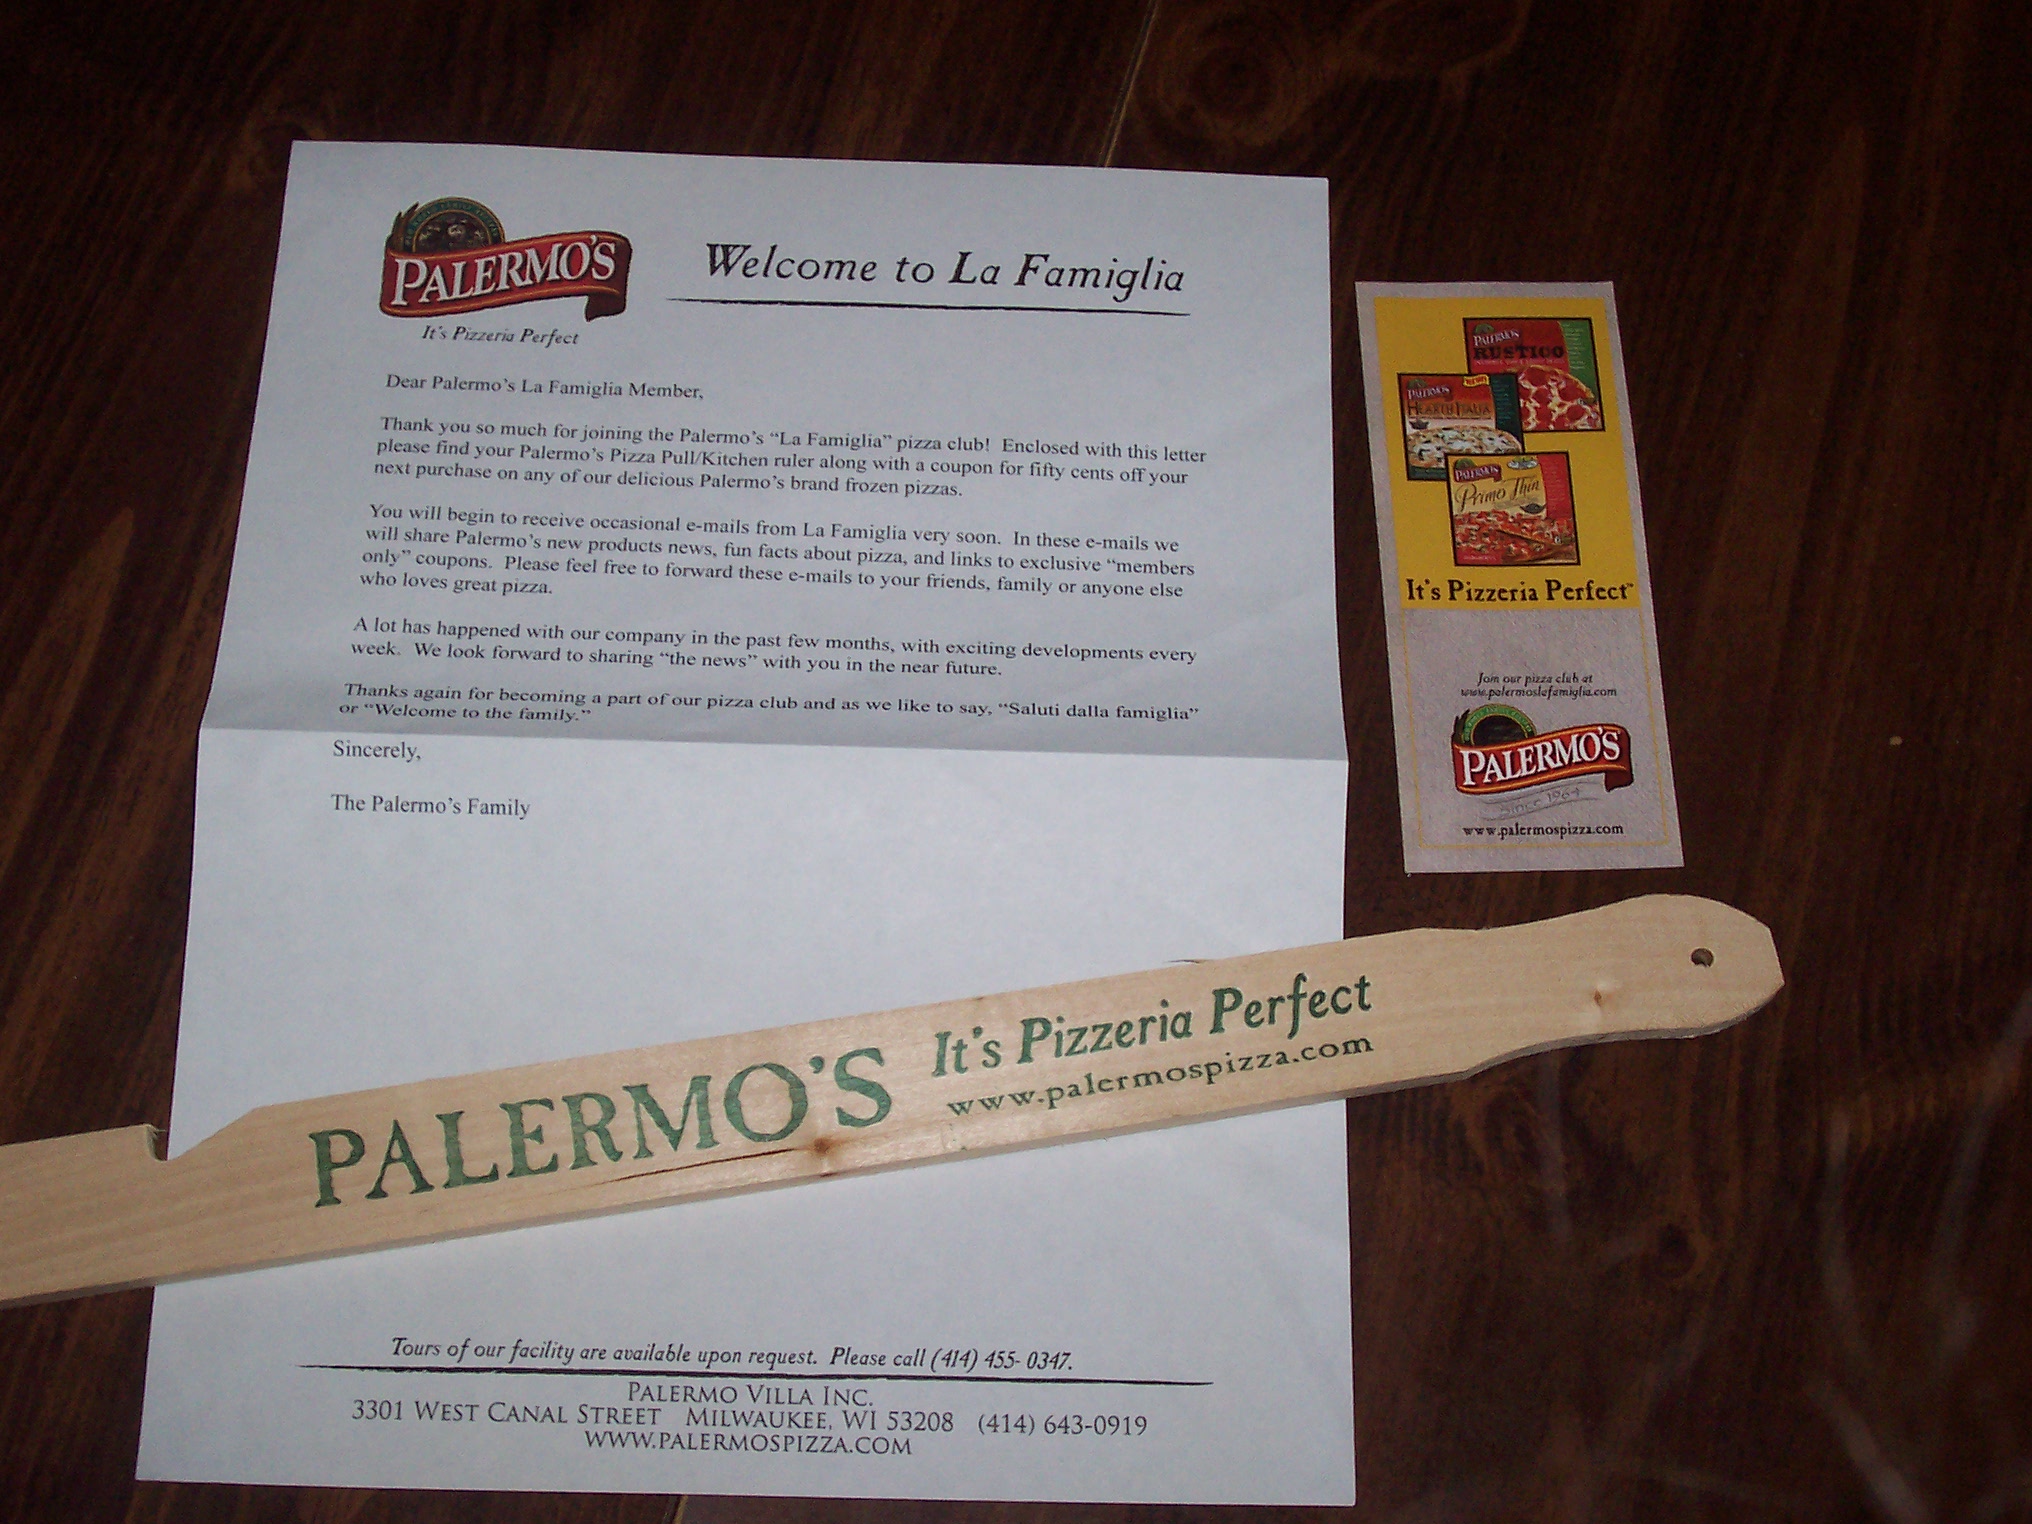 PALERMO'S
It's Pizzeria Perfect
Welcome to La Famiglia
Dear Palermo's La Famiglia Member,
Thank you so much for joining the Palermo's "La Famiglia" pizza club! Enclosed with this letter
please find your Palermo's Pizza Pull/Kitchen ruler along with a coupon for fifty cents off your
next purchase on any of our delicious Palermo's brand frozen pizzas.
You will begin to receive occasional e-mails from La Famiglia very soon. In these e-mails we
will share Palermo's new products news, fun facts about pizza, and links to exclusive "members
only" coupons. Please feel free to forward these e-mails to your friends, family or anyone else
who loves great pizza.
A lot has happened with our company in the past few months, with exciting developments every
week. We look forward to sharing "the news" with you in the near future.
Thanks again for becoming a part of our pizza club and as we like to say, "Saluti dalla famiglia"
or "Welcome to the family."
Sincerely,
The Palermo's Family
PALERMO'S
RUSTICO
PALERMO'S
HEARTH ITALIA
PALERMO'S
Primo Thin
It's Pizzeria Perfect™
Join our pizza club at
www.palermoslafamiglia.com
PALERMO'S
Since 1964
www.palermospizza.com
PALERMO'S
It's Pizzeria Perfect
www.palermospizza.com
Tours of our facility are available upon request. Please call (414) 455-0347.
PALERMO VILLA INC.
3301 WEST CANAL STREET MILWAUKEE, WI 53208 (414) 643-0919
WWW.PALERMOSPIZZA.COM